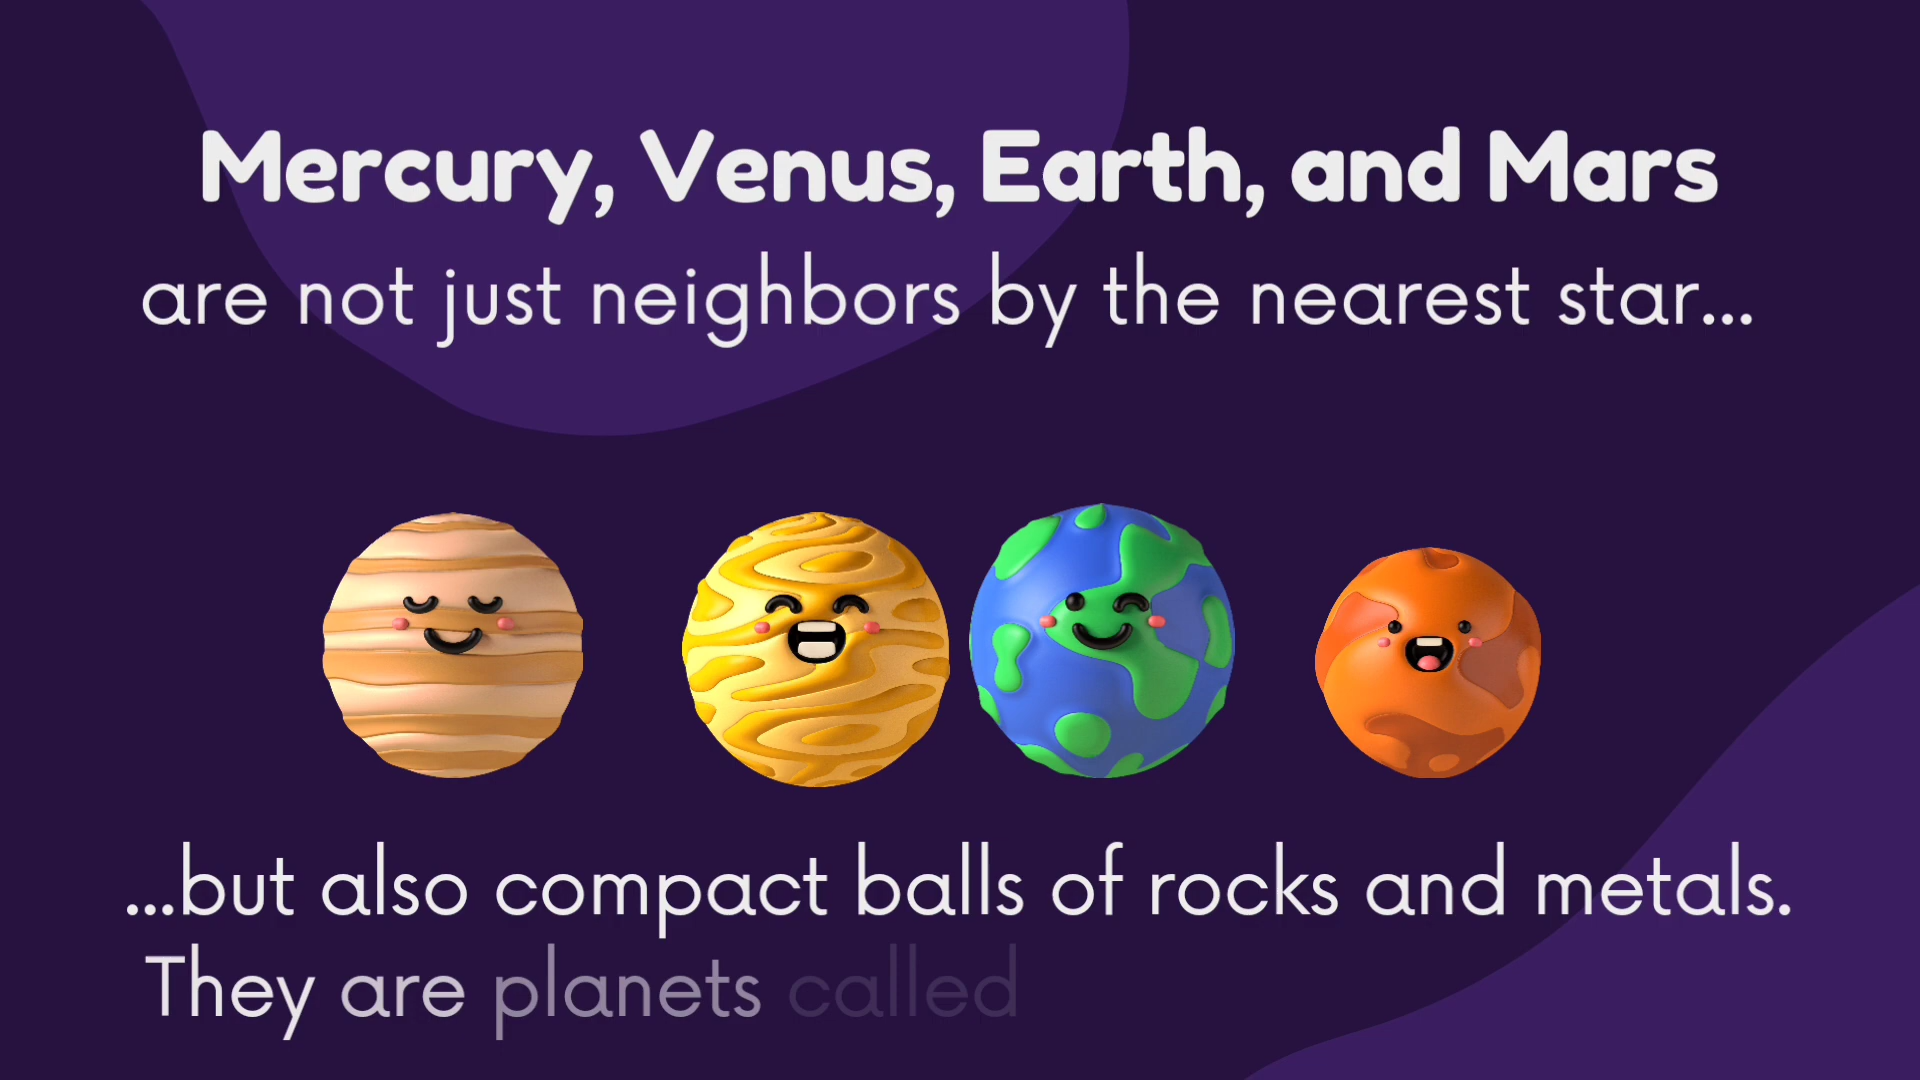 Mercury, Venus, Earth, and Mars
are not just neighbors by the nearest star...
...but also compact balls of rocks and metals.
They are planets called